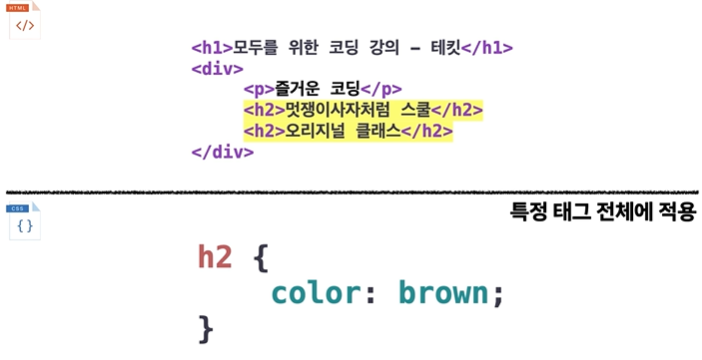 HTML
</>
<h1>모두를 위한 코딩 강의 – 테킷</h1>
<div>
<p>즐거운 코딩</p>
<h2>멋쟁이사자처럼 스쿨</h2>
<h2>오리지널 클래스</h2>
</div>
CSS
{ }
특정 태그 전체에 적용
h2 {
color: brown;
}